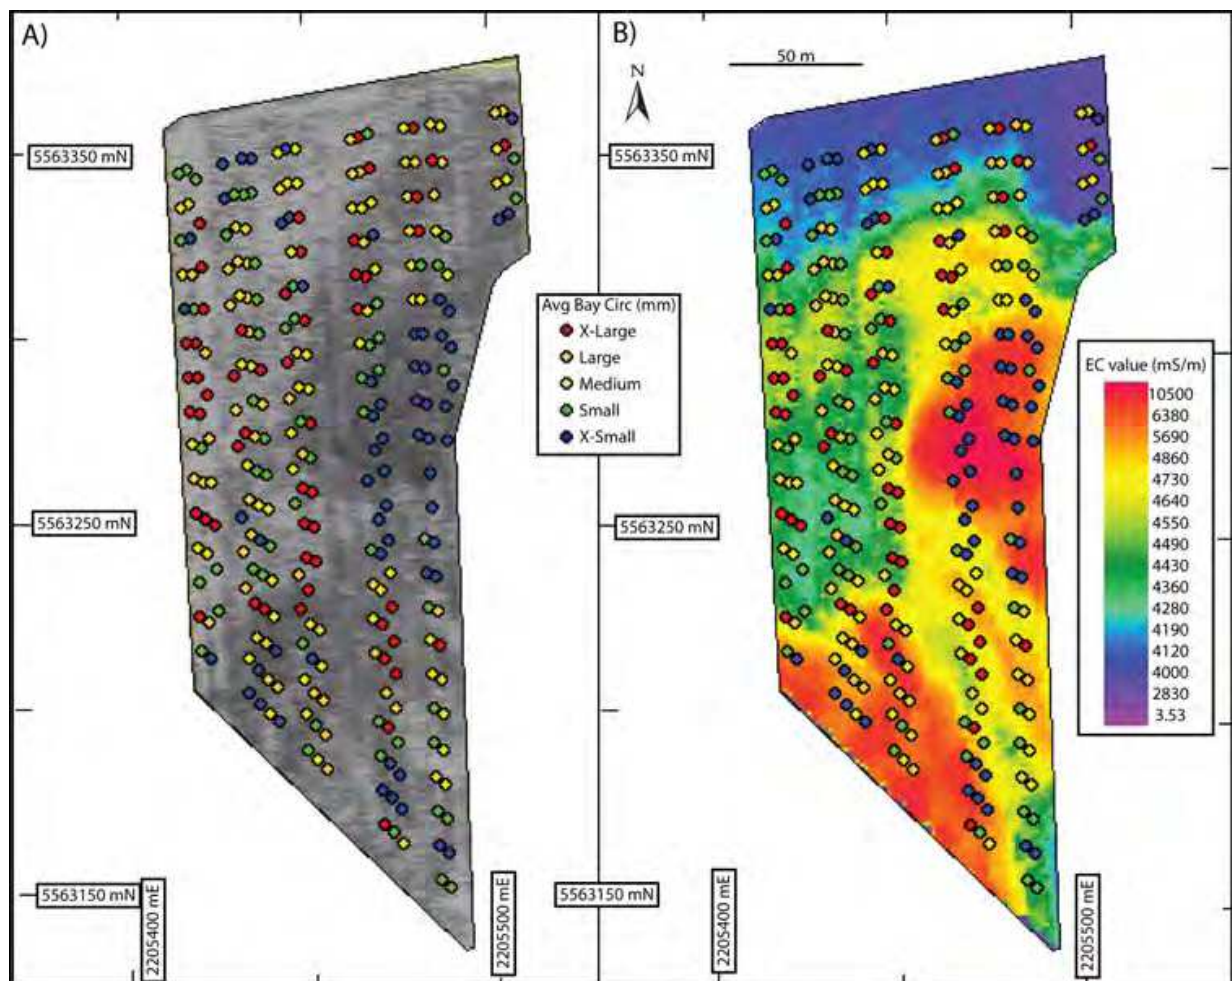 A)
B)
50 m
N
5563350 mN
5563350 mN
Avg Bay Circ (mm)
X-Large
Large
Medium
Small
X-Small
EC value (mS/m)
10500
6380
5690
4860
4730
4640
4550
4490
4430
4360
4280
4190
4120
4000
2830
3.53
5563250 mN
5563250 mN
5563150 mN
5563150 mN
2205400 mE
2205500 mE
2205400 mE
2205500 mE